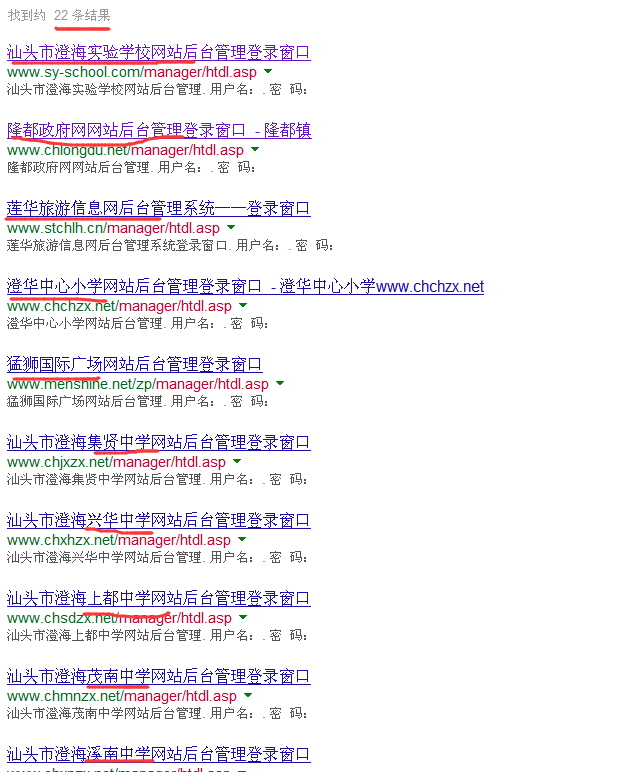 找到约 22 条结果
汕头市澄海实验学校网站后台管理登录窗口
www.sy-school.com/manager/htdl.asp
汕头市澄海实验学校网站后台管理. 用户名：. 密 码：
隆都政府网网站后台管理登录窗口 - 隆都镇
www.chlongdu.net/manager/htdl.asp
隆都政府网网站后台管理. 用户名：. 密 码：
莲华旅游信息网后台管理系统——登录窗口
www.stchlh.cn/manager/htdl.asp
莲华旅游信息网后台管理系统登录窗口. 用户名：. 密 码：
澄华中心小学网站后台管理登录窗口 - 澄华中心小学www.chchzx.net
www.chchzx.net/manager/htdl.asp
澄华中心小学网站后台管理. 用户名：. 密 码：
猛狮国际广场网站后台管理登录窗口
www.menshine.net/zp/manager/htdl.asp
猛狮国际广场网站后台管理. 用户名：. 密 码：
汕头市澄海集贤中学网站后台管理登录窗口
www.chjxzx.net/manager/htdl.asp
汕头市澄海集贤中学网站后台管理. 用户名：. 密 码：
汕头市澄海兴华中学网站后台管理登录窗口
www.chxhzx.net/manager/htdl.asp
汕头市澄海兴华中学网站后台管理. 用户名：. 密 码：
汕头市澄海上都中学网站后台管理登录窗口
www.chsdzx.net/manager/htdl.asp
汕头市澄海上都中学网站后台管理. 用户名：. 密 码：
汕头市澄海茂南中学网站后台管理登录窗口
www.chmnzx.net/manager/htdl.asp
汕头市澄海茂南中学网站后台管理. 用户名：. 密 码：
汕头市澄海溪南中学网站后台管理登录窗口